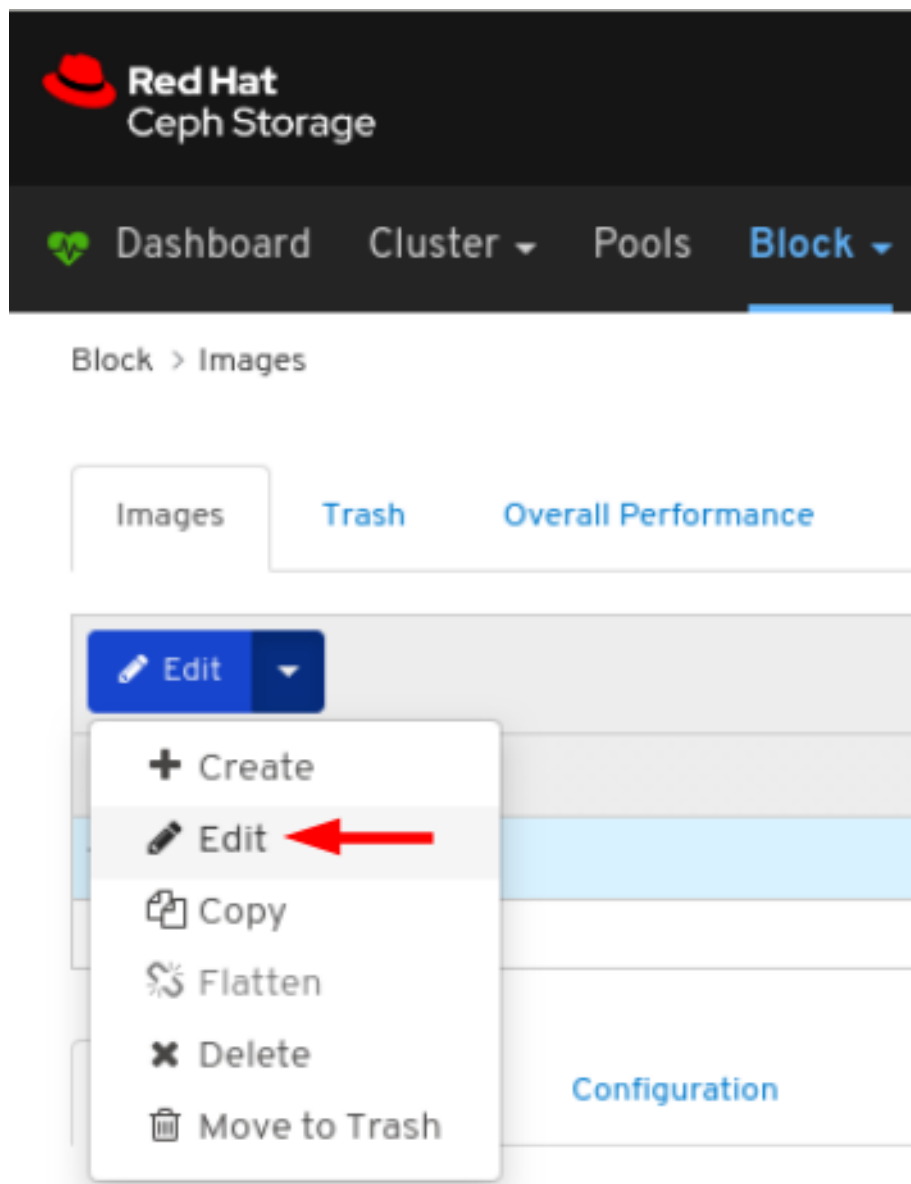 Red Hat
Ceph Storage
Dashboard Cluster Pools Block
Block > Images
Images Trash Overall Performance
Edit
Create
Edit
Copy
Flatten
Delete
Configuration
Move to Trash